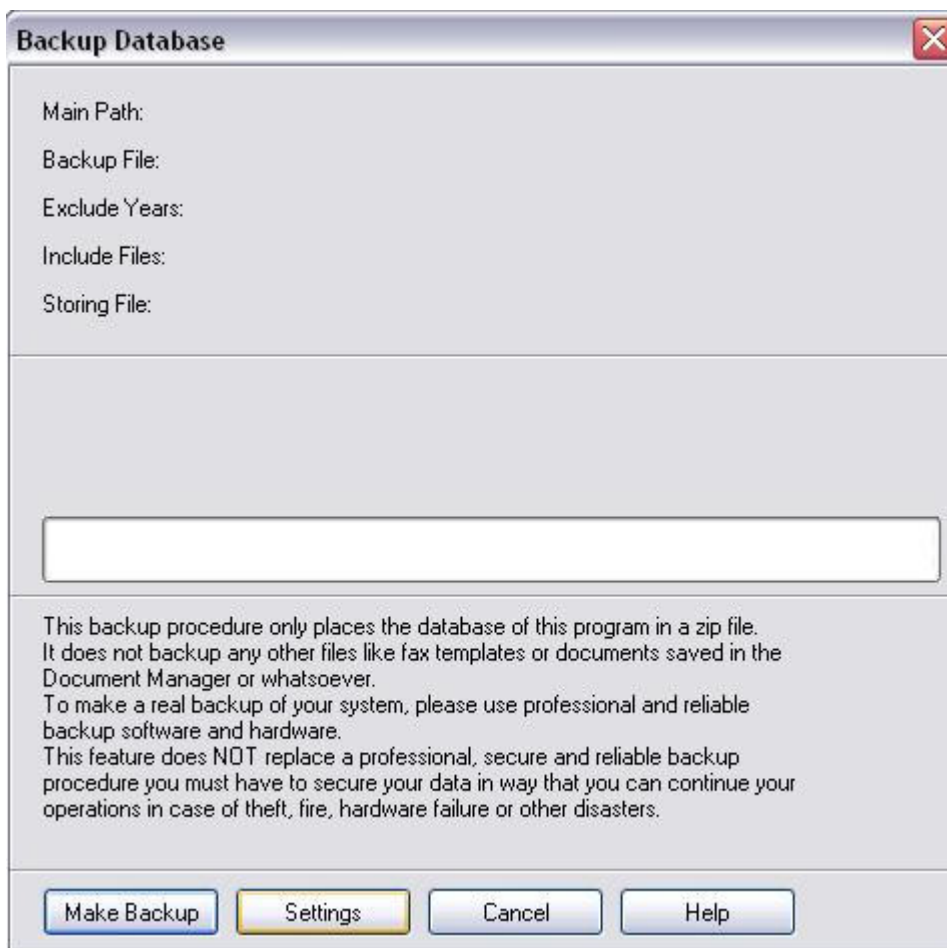 Backup Database
Main Path:
Backup File:
Exclude Years:
Include Files:
Storing File:
This backup procedure only places the database of this program in a zip file.
It does not backup any other files like fax templates or documents saved in the
Document Manager or whatsoever.
To make a real backup of your system, please use professional and reliable
backup software and hardware.
This feature does NOT replace a professional, secure and reliable backup
procedure you must have to secure your data in way that you can continue your
operations in case of theft, fire, hardware failure or other disasters.
Make Backup
Settings
Cancel
Help